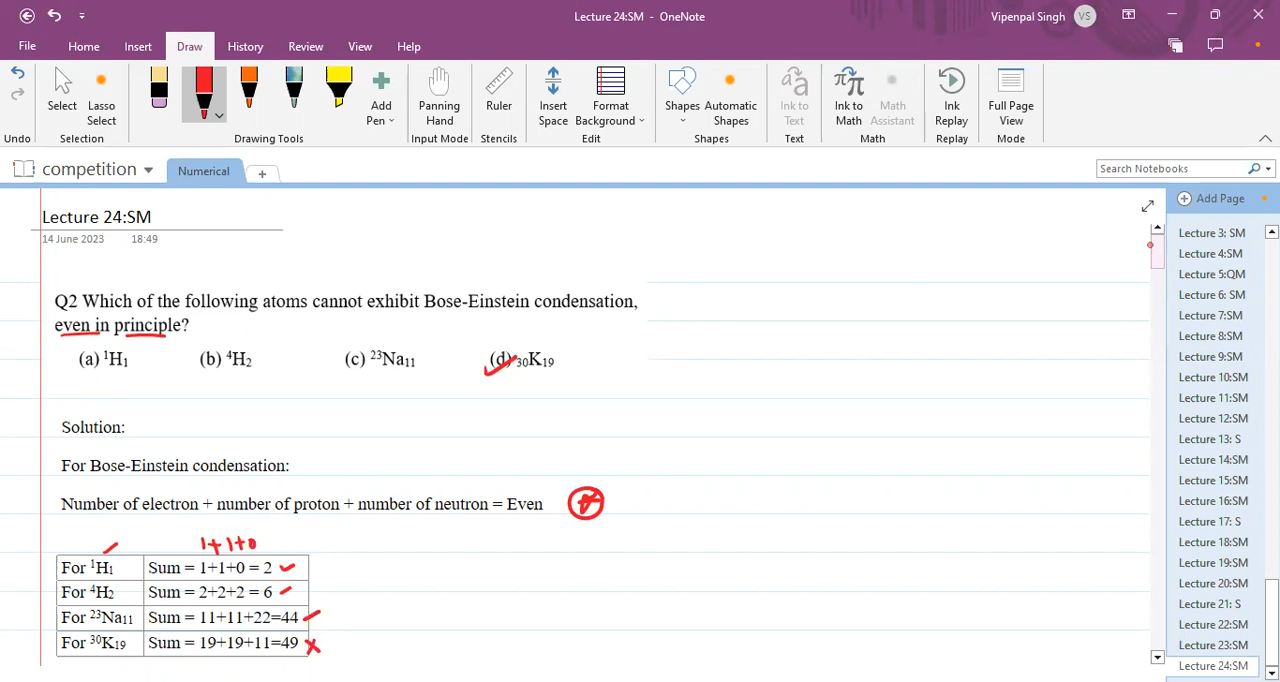 Lecture 24:SM - OneNote
Vipenpal Singh VS
File Home Insert Draw History Review View Help
Undo
Select
Lasso Select
Selection
Drawing Tools
Add Pen
Panning Hand
Input Mode
Ruler
Stencils
Insert Space
Format Background
Edit
Shapes
Automatic Shapes
Shapes
Ink to Text
Text
Ink to Math
Math Assistant
Math
Ink Replay
Replay
Full Page View
Mode
competition Numerical
Search Notebooks
Add Page
Lecture 24:SM
14 June 2023 18:49
Q2 Which of the following atoms cannot exhibit Bose-Einstein condensation,
even in principle?
(a) ¹H₁ (b) ⁴H₂ (c) ²³Na₁₁ (d) ₃₀K₁₉
Solution:
For Bose-Einstein condensation:
Number of electron + number of proton + number of neutron = Even
1+1+0
For ¹H₁ Sum = 1+1+0 = 2
For ⁴H₂ Sum = 2+2+2 = 6
For ²³Na₁₁ Sum = 11+11+22=44
For ³⁰K₁₉ Sum = 19+19+11=49
Lecture 3: SM
Lecture 4:SM
Lecture 5:QM
Lecture 6: SM
Lecture 7:SM
Lecture 8:SM
Lecture 9:SM
Lecture 10:SM
Lecture 11:SM
Lecture 12:SM
Lecture 13: S
Lecture 14:SM
Lecture 15:SM
Lecture 16:SM
Lecture 17: S
Lecture 18:SM
Lecture 19:SM
Lecture 20:SM
Lecture 21: S
Lecture 22:SM
Lecture 23:SM
Lecture 24:SM